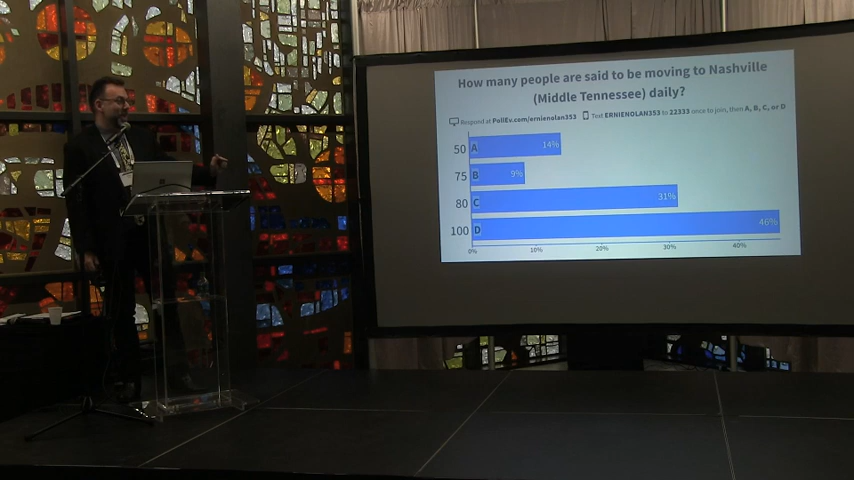 How many people are said to be moving to Nashville
(Middle Tennessee) daily?
Respond at PollEv.com/ernienolan353 Text ERNIENOLAN353 to 22333 once to join, then A, B, C, or D
50 A 14%
75 B 9%
80 C 31%
100 D 46%
0% 10% 20% 30% 40%